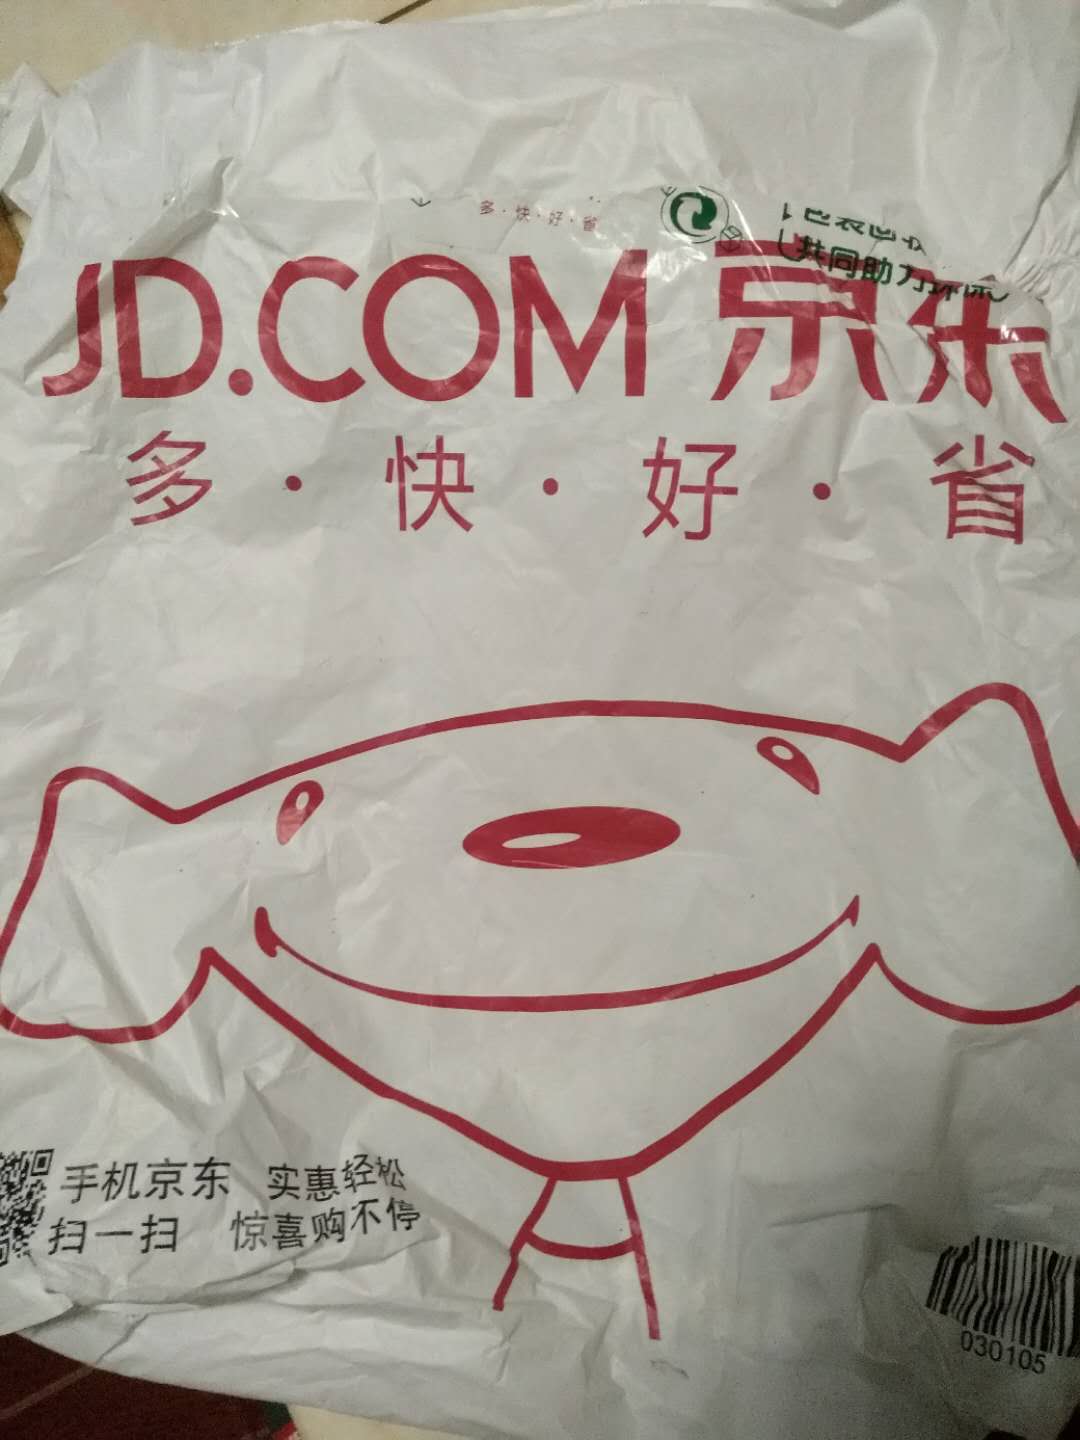 多·快·好·省
共同助力环保
JD.COM 京东
多·快·好·省
手机京东 实惠轻松
扫一扫 惊喜购不停
030105